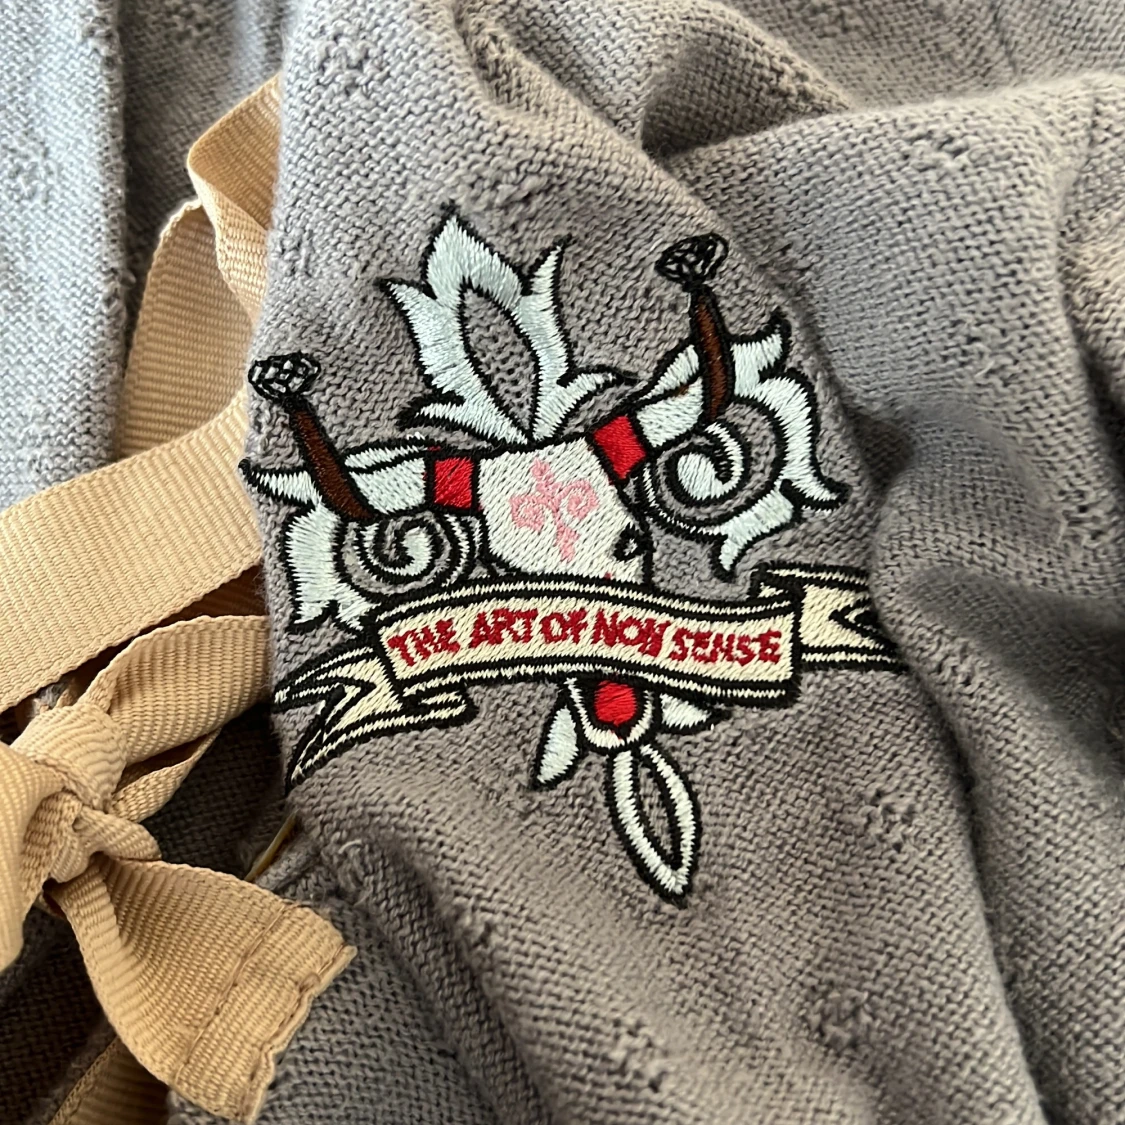 THE ART OF NON SENSE